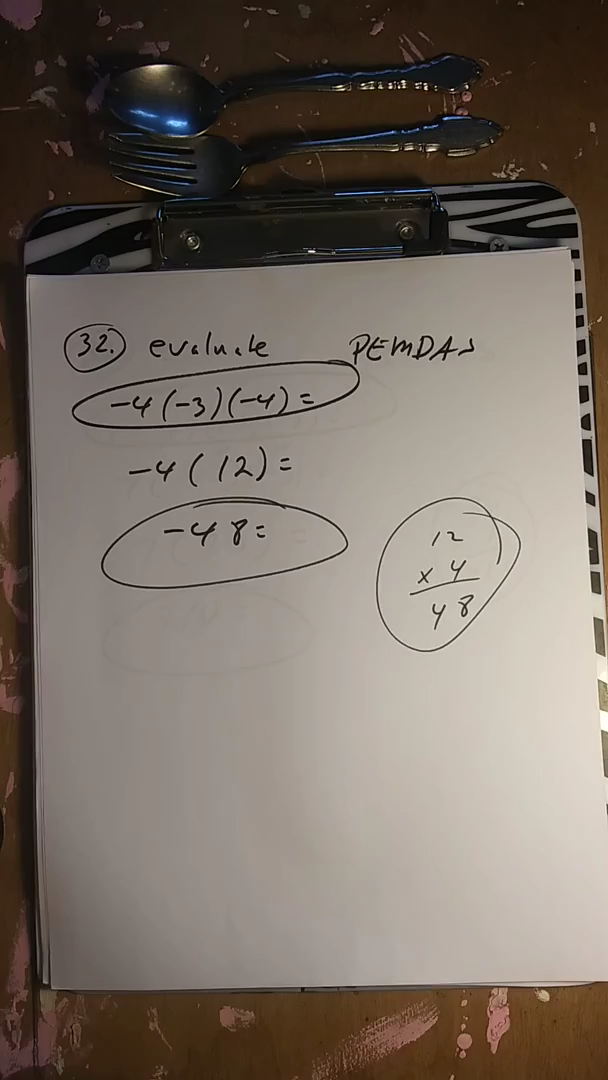 32. evaluate PEMDAS
-4(-3)(-4)=
-4(12)=
-48=
12
x 4
48